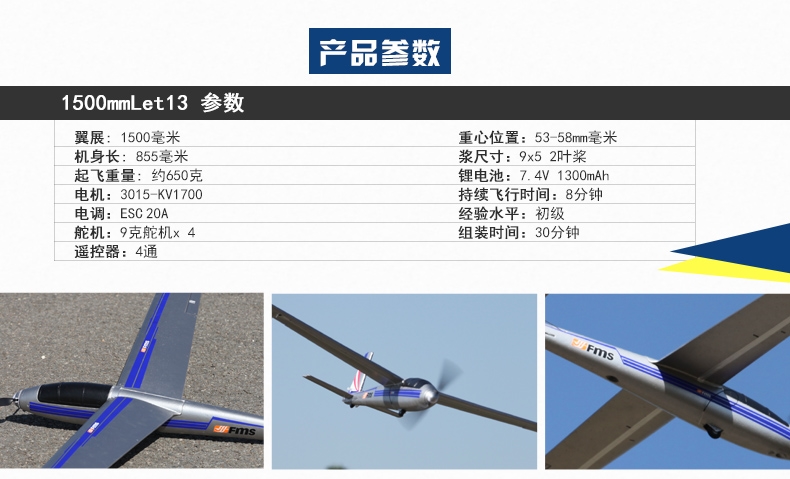 产品参数
1500mmLet13 参数
翼展: 1500毫米
机身长: 855毫米
起飞重量: 约650克
电机: 3015-KV1700
电调: ESC 20A
舵机: 9克舵机x 4
遥控器: 4通
重心位置: 53-58mm毫米
浆尺寸: 9x5 2叶桨
锂电池: 7.4V 1300mAh
持续飞行时间: 8分钟
经验水平: 初级
组装时间: 30分钟
Fms
Fms